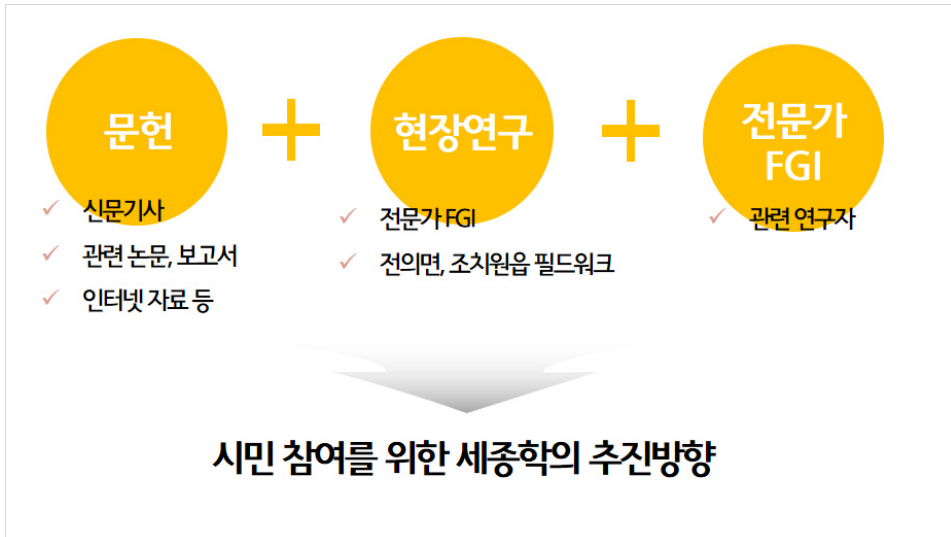 문헌
신문기사
관련 논문, 보고서
인터넷 자료 등
현장연구
전문가 FGI
전의면, 조치원읍 필드워크
전문가
FGI
관련 연구자
시민 참여를 위한 세종학의 추진방향